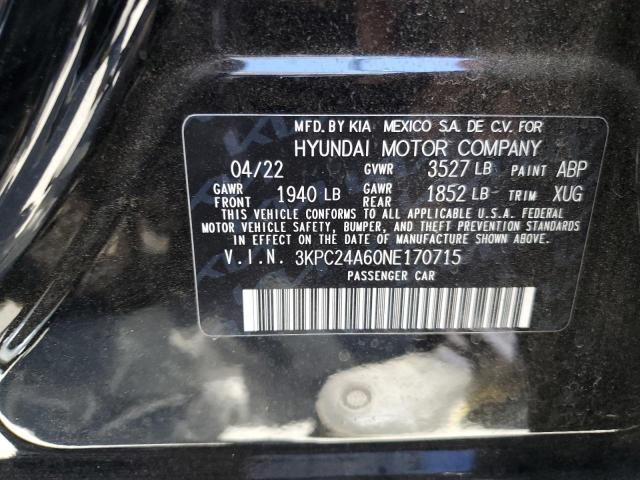 MFD. BY KIA MEXICO S.A. DE C.V. FOR
HYUNDAI MOTOR COMPANY
04/22 GVWR 3527 LB PAINT ABP
GAWR FRONT 1940 LB GAWR REAR 1852 LB TRIM XUG
THIS VEHICLE CONFORMS TO ALL APPLICABLE U.S.A. FEDERAL
MOTOR VEHICLE SAFETY, BUMPER, AND THEFT PREVENTION STANDARDS
IN EFFECT ON THE DATE OF MANUFACTURE SHOWN ABOVE.
V.I.N. 3KPC24A60NE170715
PASSENGER CAR